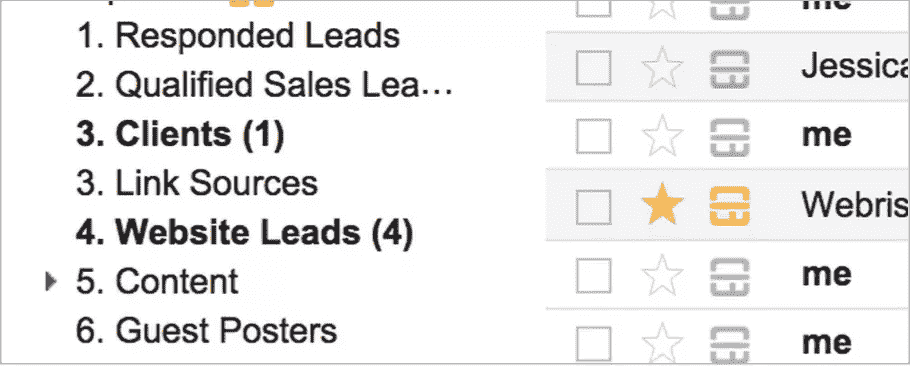 1. Responded Leads
2. Qualified Sales Lea...
3. Clients (1)
3. Link Sources
4. Website Leads (4)
5. Content
6. Guest Posters
me
Jessica
me
Webris
me
me